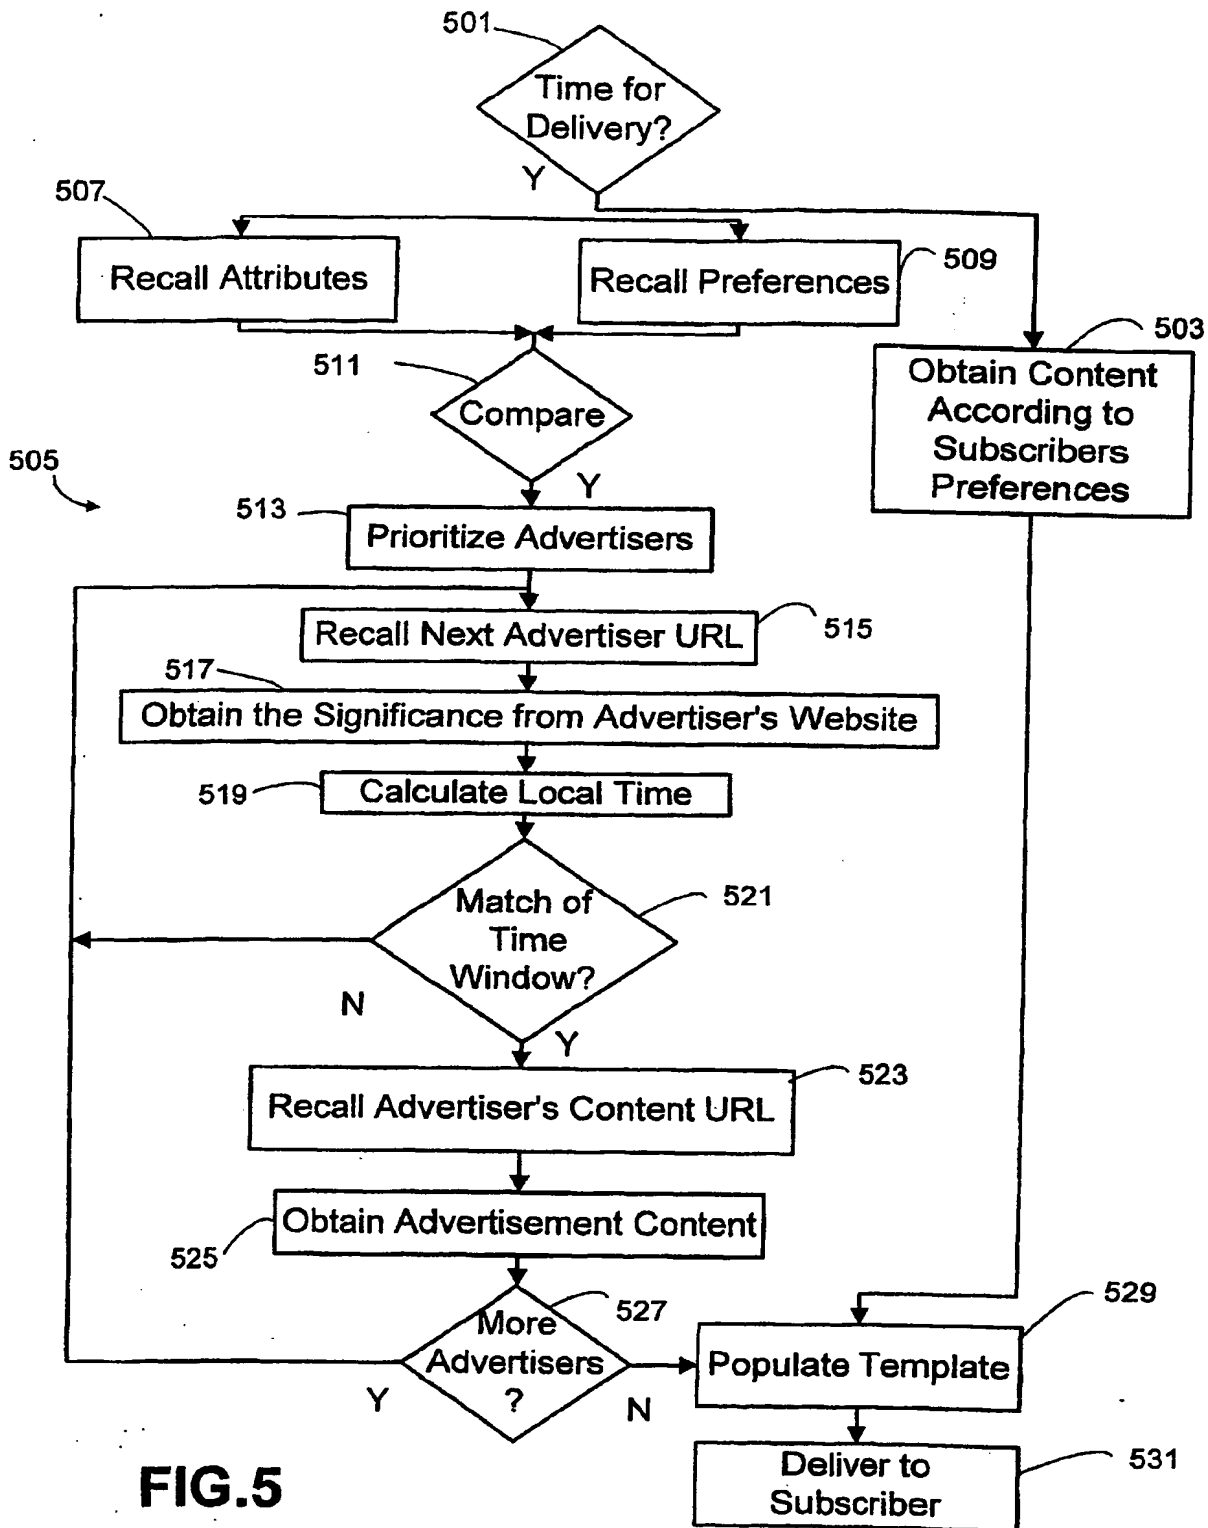 501
Time for
Delivery?
Y
507
Recall Attributes
Recall Preferences
509
503
Obtain Content
According to
Subscribers
Preferences
511
Compare
Y
505
513
Prioritize Advertisers
Recall Next Advertiser URL
515
517
Obtain the Significance from Advertiser's Website
519
Calculate Local Time
Match of
Time
Window?
521
N
Y
523
Recall Advertiser's Content URL
Obtain Advertisement Content
525
527
More
Advertisers
?
Y
N
529
Populate Template
Deliver to
Subscriber
531
FIG.5